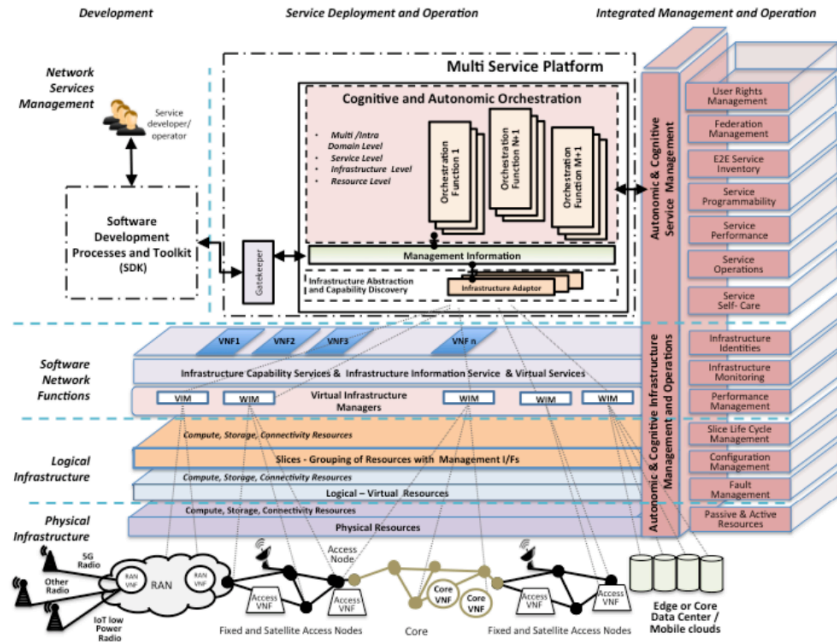 Development
Service Deployment and Operation
Integrated Management and Operation
Network
Services
Management
Service
developer/
operator
Software
Development
Processes and Toolkit
(SDK)
Gatekeeper
Multi Service Platform
Cognitive and Autonomic Orchestration
• Multi /Intra
Domain Level
• Service Level
• Infrastructure Level
• Resource Level
Orchestration
Function 1
Orchestration
Function N+1
Orchestration
Function M+1
Management Information
Infrastructure Abstraction
and Capability Discovery
Infrastructure Adaptor
Autonomic & Cognitive
Service Management
User Rights
Management
Federation
Management
E2E Service
Inventory
Service
Programmability
Service
Performance
Service
Operations
Service
Self- Care
Software
Network
Functions
VNF1
VNF2
VNF3
VNF n
Infrastructure Capability Services & Infrastructure Information Service & Virtual Services
VIM
WIM
Virtual Infrastructure
Managers
WIM
WIM
WIM
Autonomic & Cognitive Infrastructure
Management and Operations
Infrastructure
Identities
Infrastructure
Monitoring
Performance
Management
Slice Life Cycle
Management
Configuration
Management
Fault
Management
Passive & Active
Resources
Logical
Infrastructure
Compute, Storage, Connectivity Resources
Slices - Grouping of Resources with Management I/Fs
Compute, Storage, Connectivity Resources
Logical – Virtual Resources
Physical
Infrastructure
Compute, Storage, Connectivity Resources
Physical Resources
5G
Radio
Other
Radio
IoT low
Power
Radio
RAN
VNF
RAN
RAN
VNF
Access
Node
Access
VNF
Access
VNF
Fixed and Satellite Access Nodes
Core
VNF
Core
VNF
Core
Access
VNF
Access
VNF
Fixed and Satellite Access Nodes
Edge or Core
Data Center /
Mobile clouds